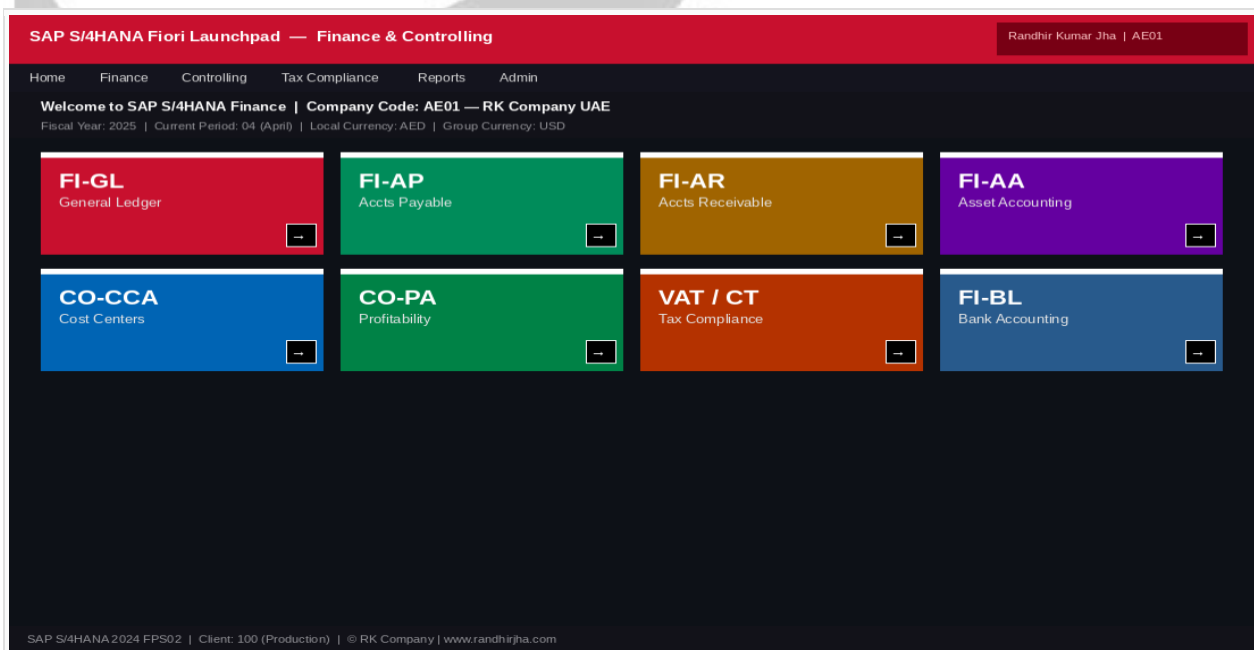 SAP S/4HANA Fiori Launchpad — Finance & Controlling
Randhir Kumar Jha | AE01
Home Finance Controlling Tax Compliance Reports Admin
Welcome to SAP S/4HANA Finance | Company Code: AE01 — RK Company UAE
Fiscal Year: 2025 | Current Period: 04 (April) | Local Currency: AED | Group Currency: USD
FI-GL
General Ledger
→
FI-AP
Accts Payable
→
FI-AR
Accts Receivable
→
FI-AA
Asset Accounting
→
CO-CCA
Cost Centers
→
CO-PA
Profitability
→
VAT / CT
Tax Compliance
→
FI-BL
Bank Accounting
→
SAP S/4HANA 2024 FPS02 | Client: 100 (Production) | © RK Company | www.randhirjha.com